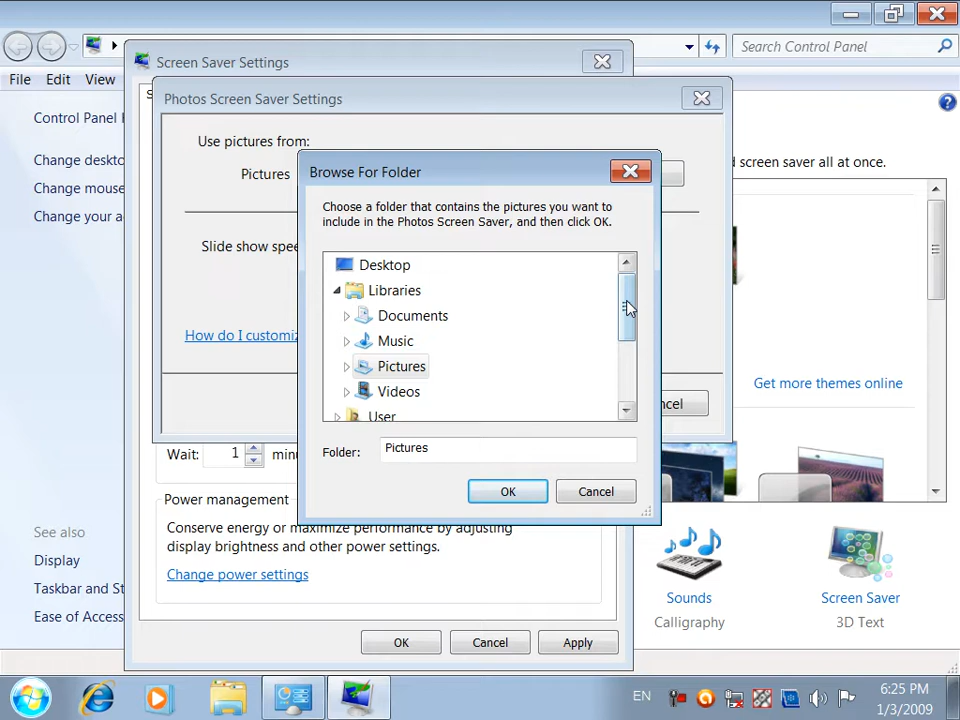 Search Control Panel
Screen Saver Settings
File Edit View
Photos Screen Saver Settings
Control Panel
Use pictures from:
Pictures
Change deskto
Change mouse
Change your a
d screen saver all at once.
Browse For Folder
Choose a folder that contains the pictures you want to
include in the Photos Screen Saver, and then click OK.
Slide show spee
How do I customiz
Desktop
Libraries
Documents
Music
Pictures
Videos
User
Folder: Pictures
OK Cancel
ncel
Get more themes online
Wait: 1 minu
Power management
Conserve energy or maximize performance by adjusting
display brightness and other power settings.
Change power settings
OK Cancel Apply
See also
Display
Taskbar and St
Ease of Access
Sounds
Calligraphy
Screen Saver
3D Text
EN
6:25 PM
1/3/2009